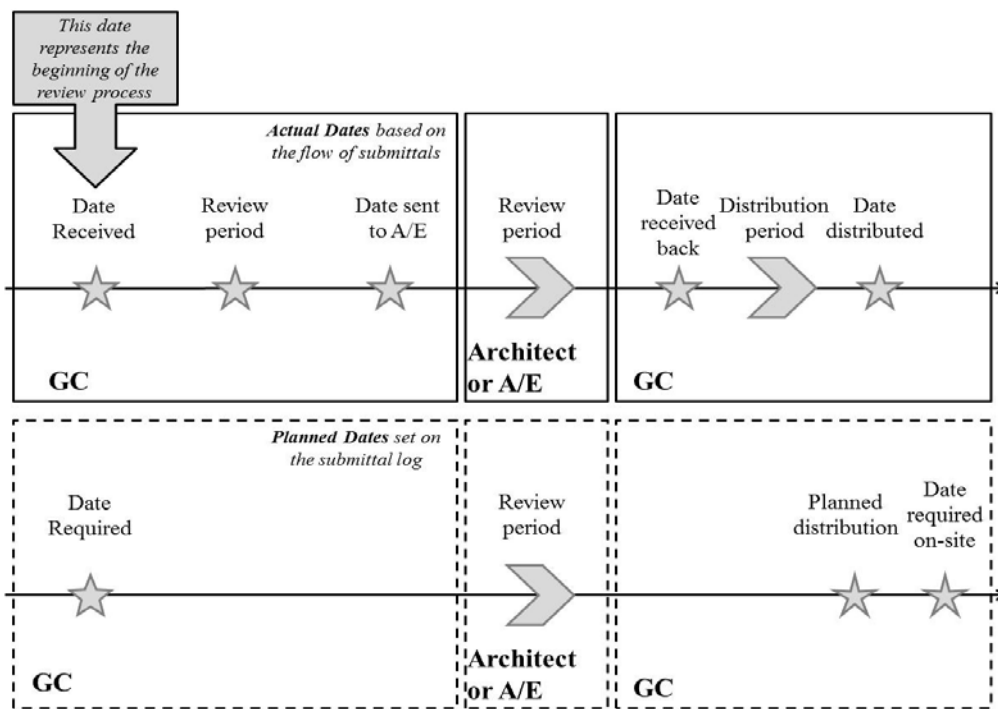 This date
represents the
beginning of the
review process
Actual Dates based on
the flow of submittals
Date
Received
Review
period
Date sent
to A/E
Review
period
Date
received
back
Distribution
period
Date
distributed
GC
Architect
or A/E
GC
Planned Dates set on
the submittal log
Date
Required
Review
period
Planned
distribution
Date
required
on-site
GC
Architect
or A/E
GC